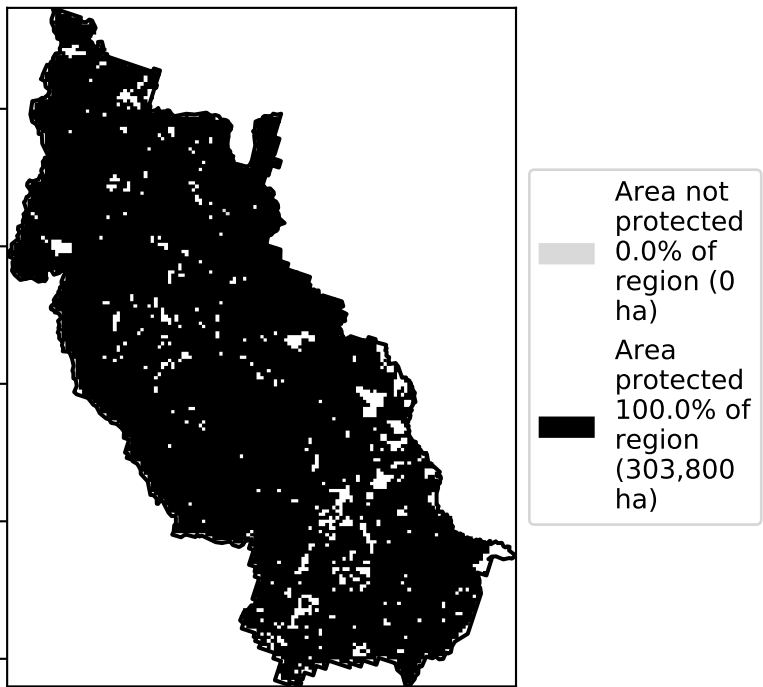 Area not
protected
0.0% of
region (0
ha)
Area
protected
100.0% of
region
(303,800
ha)